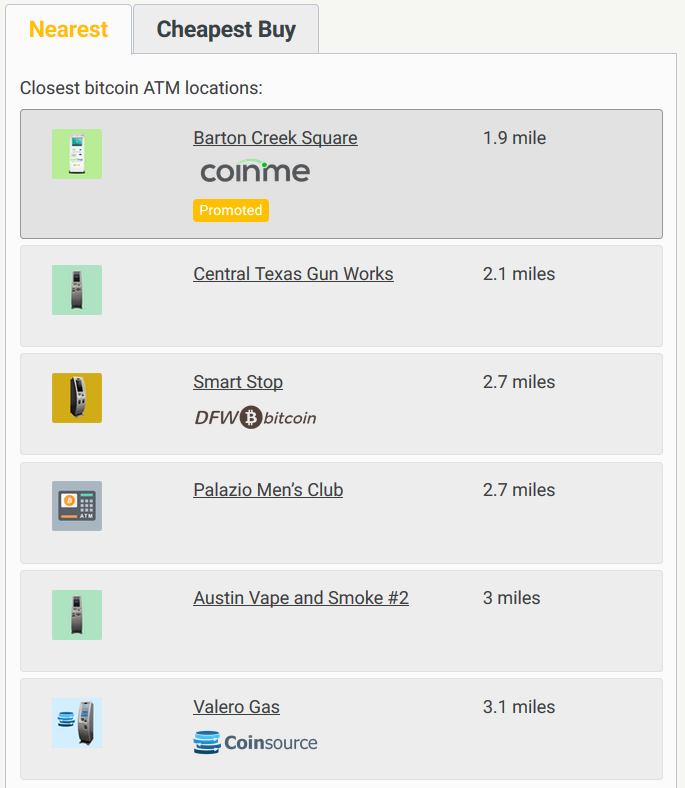 Nearest
Cheapest Buy
Closest bitcoin ATM locations:
Barton Creek Square
1.9 mile
coinme
Promoted
Central Texas Gun Works
2.1 miles
Smart Stop
2.7 miles
DFW bitcoin
Palazio Men’s Club
2.7 miles
ATM
Austin Vape and Smoke #2
3 miles
Valero Gas
3.1 miles
Coinsource